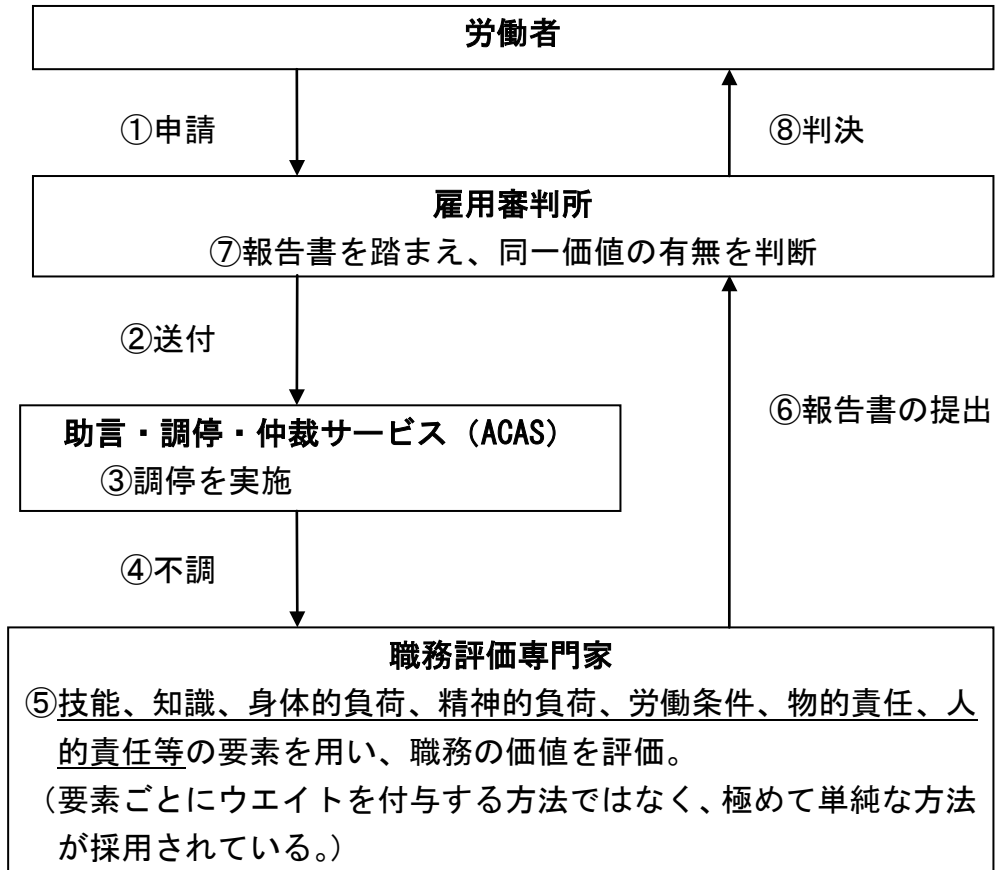 労働者
①申請
⑧判決
雇用審判所
⑦報告書を踏まえ、同一価値の有無を判断
②送付
⑥報告書の提出
助言・調停・仲裁サービス（ACAS）
③調停を実施
④不調
職務評価専門家
⑤技能、知識、身体的負荷、精神的負荷、労働条件、物的責任、人
的責任等の要素を用い、職務の価値を評価。
（要素ごとにウエイトを付与する方法ではなく、極めて単純な方法
が採用されている。）